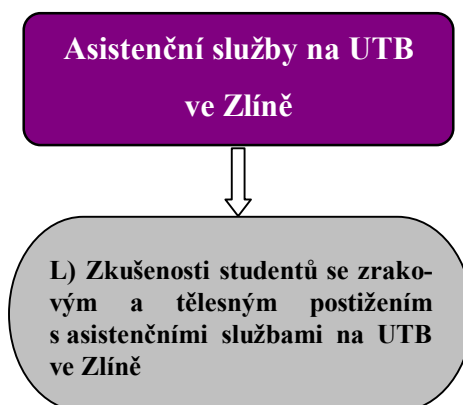 Asistenční služby na UTB
ve Zlíně
L) Zkušenosti studentů se zrako-
vým a tělesným postižením
s asistenčními službami na UTB
ve Zlíně